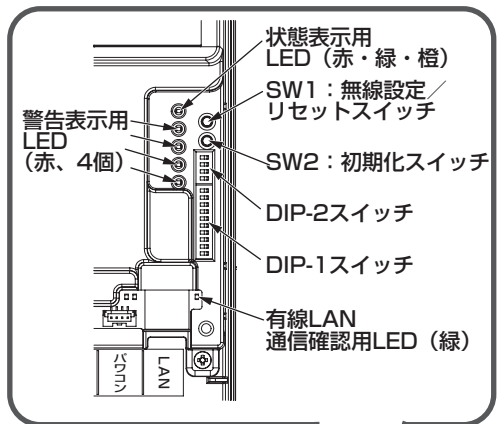 状態表示用
LED（赤・緑・橙）
SW1：無線設定／
リセットスイッチ
警告表示用
LED
（赤、4個）
SW2：初期化スイッチ
DIP-2スイッチ
DIP-1スイッチ
有線LAN
通信確認用LED（緑）
パワコン
LAN